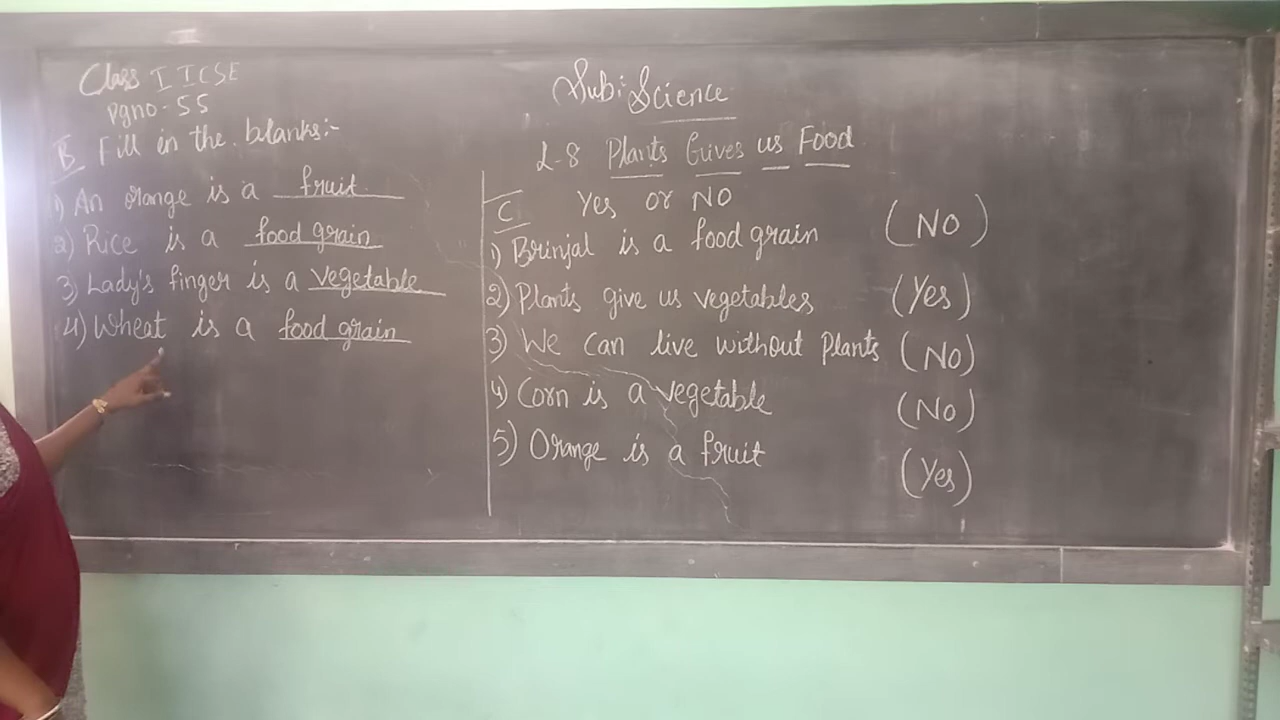 Class I ICSE
Pgno - 55
Sub: Science
L-8 Plants Gives us Food
B Fill in the blanks:-
1) An orange is a fruit
2) Rice is a food grain
3) Lady's finger is a vegetable
4) Wheat is a food grain
C Yes or NO
1) Brinjal is a food grain (NO)
2) Plants give us vegetables (Yes)
3) We can live without Plants (No)
4) Corn is a vegetable (No)
5) Orange is a fruit (Yes)